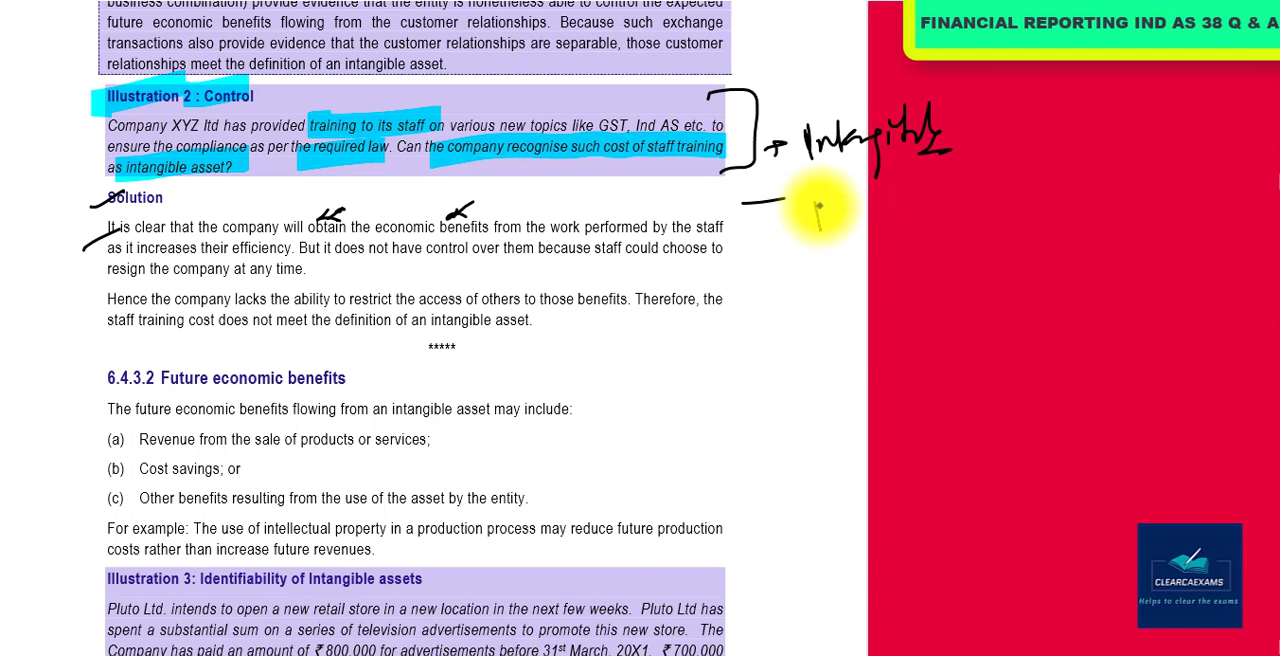 business combination) provide evidence that the entity is nonetheless able to control the expected
future economic benefits flowing from the customer relationships. Because such exchange
transactions also provide evidence that the customer relationships are separable, those customer
relationships meet the definition of an intangible asset.
FINANCIAL REPORTING IND AS 38 Q & A
Illustration 2 : Control
Company XYZ ltd has provided training to its staff on various new topics like GST, Ind AS etc. to
ensure the compliance as per the required law. Can the company recognise such cost of staff training
as intangible asset?
Intangible
Solution
It is clear that the company will obtain the economic benefits from the work performed by the staff
as it increases their efficiency. But it does not have control over them because staff could choose to
resign the company at any time.
Hence the company lacks the ability to restrict the access of others to those benefits. Therefore, the
staff training cost does not meet the definition of an intangible asset.
*****
6.4.3.2 Future economic benefits
The future economic benefits flowing from an intangible asset may include:
(a) Revenue from the sale of products or services;
(b) Cost savings; or
(c) Other benefits resulting from the use of the asset by the entity.
For example: The use of intellectual property in a production process may reduce future production
costs rather than increase future revenues.
Illustration 3: Identifiability of Intangible assets
Pluto Ltd. intends to open a new retail store in a new location in the next few weeks. Pluto Ltd has
spent a substantial sum on a series of television advertisements to promote this new store. The
Company has paid an amount of ₹ 800,000 for advertisements before 31st March, 20X1. ₹ 700,000
CLEARCAEXAMS
Helps to clear the exams